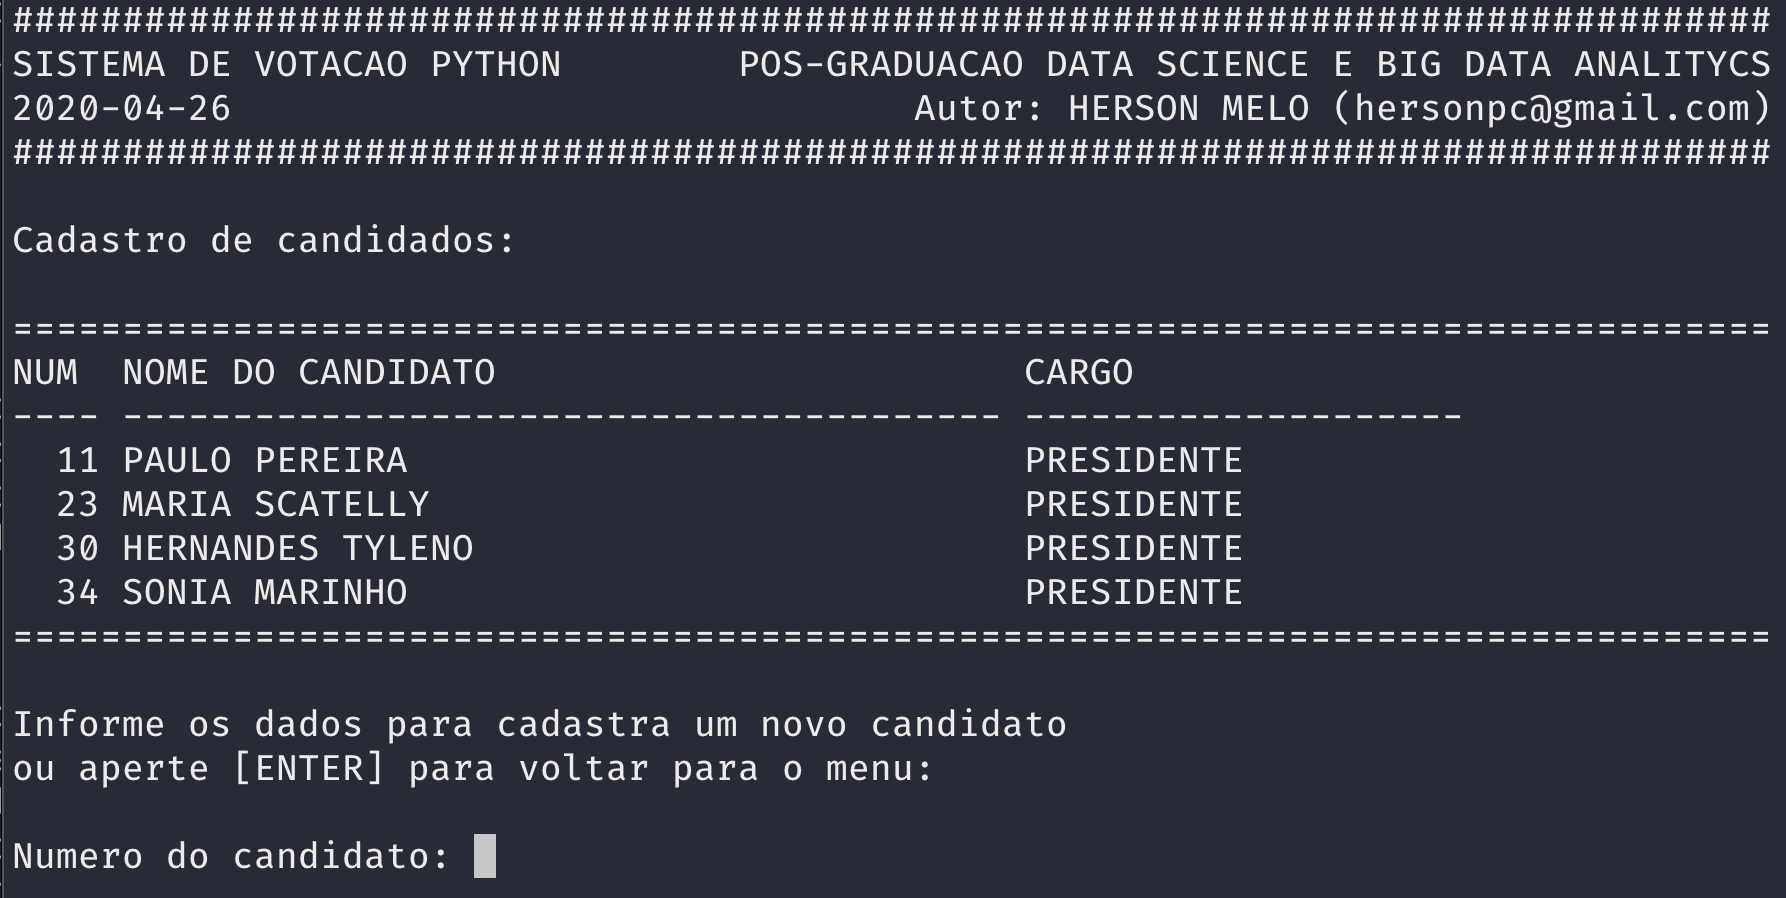 ################################################################################
SISTEMA DE VOTACAO PYTHON        POS-GRADUACAO DATA SCIENCE E BIG DATA ANALITYCS
2020-04-26                               Autor: HERSON MELO (hersonpc@gmail.com)
################################################################################
Cadastro de candidados:
================================================================================
NUM  NOME DO CANDIDATO                        CARGO
---- ---------------------------------------- --------------------
  11 PAULO PEREIRA                            PRESIDENTE
  23 MARIA SCATELLY                           PRESIDENTE
  30 HERNANDES TYLENO                         PRESIDENTE
  34 SONIA MARINHO                            PRESIDENTE
================================================================================
Informe os dados para cadastra um novo candidato
ou aperte [ENTER] para voltar para o menu:
Numero do candidato: